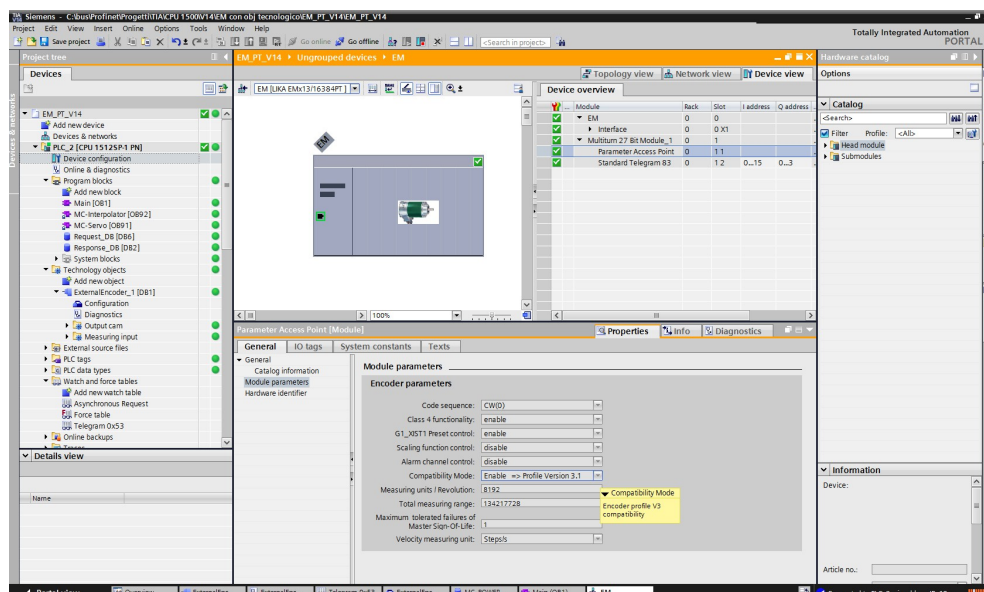 Siemens - C:\bus\Profinet\Progetti\TIA\CPU 1500\V14\EM con obj tecnologico\EM_PT_V14\EM_PT_V14
Project Edit View Insert Online Options Tools Window Help
Totally Integrated Automation
PORTAL
Save project Go online Go offline <Search in project>
Project tree
EM_PT_V14 Ungrouped devices EM
Hardware catalog
Devices
Topology view Network view Device view
Options
EM [LIKA EMx13/16384PT ]
Device overview
Module Rack Slot I address Q address
EM 0 0
Interface 0 0 X1
Multiturn 27 Bit Module_1 0 1
Parameter Access Point 0 1 1
Standard Telegram 83 0 1 2 0...15 0...3
EM
100%
Devices & networks
EM_PT_V14
Add new device
Devices & networks
PLC_2 [CPU 1512SP-1 PN]
Device configuration
Online & diagnostics
Program blocks
Add new block
Main [OB1]
MC-Interpolator [OB92]
MC-Servo [OB91]
Request_DB [DB6]
Response_DB [DB2]
System blocks
Technology objects
Add new object
ExternalEncoder_1 [DB1]
Configuration
Diagnostics
Output cam
Measuring input
External source files
PLC tags
PLC data types
Watch and force tables
Add new watch table
Asynchronous Request
Force table
Telegram 0x53
Online backups
Traces
Details view
Name
Catalog
<Search>
Filter Profile: <All>
Head module
Submodules
Parameter Access Point [Module]
Properties Info Diagnostics
General IO tags System constants Texts
General
Catalog information
Module parameters
Hardware identifier
Module parameters
Encoder parameters
Code sequence: CW(0)
Class 4 functionality: enable
G1_XIST1 Preset control: enable
Scaling function control: disable
Alarm channel control: disable
Compatibility Mode: Enable => Profile Version 3.1
Measuring units / Revolution: 8192
Total measuring range: 134217728
Maximum tolerated failures of
Master Sign-Of-Life: 1
Velocity measuring unit: Steps/s
Compatibility Mode
Encoder profile V3
compatibility
Information
Device:
Article no.:
Portal view Overview